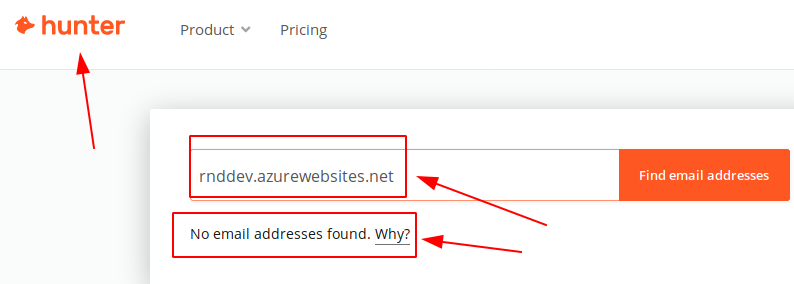 hunter
Product
Pricing
rnddev.azurewebsites.net
Find email addresses
No email addresses found. Why?